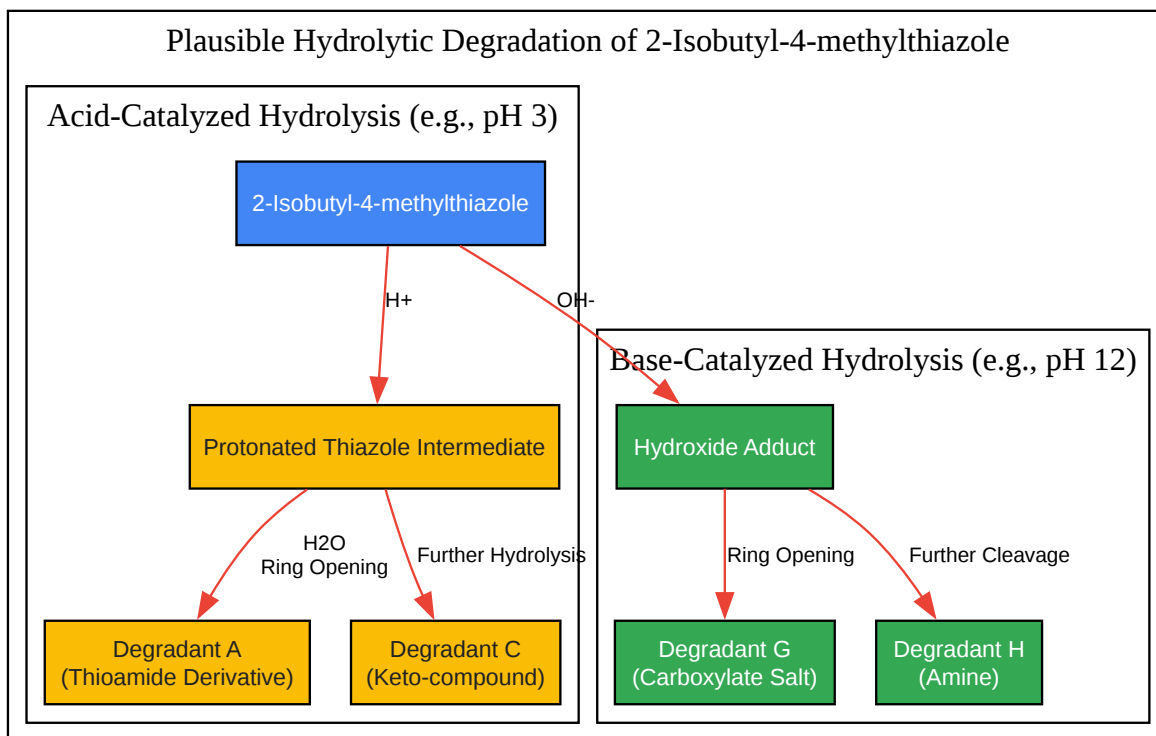 Plausible Hydrolytic Degradation of 2-Isobutyl-4-methylthiazole
Acid-Catalyzed Hydrolysis (e.g., pH 3)
2-Isobutyl-4-methylthiazole
H+
OH-
Base-Catalyzed Hydrolysis (e.g., pH 12)
Protonated Thiazole Intermediate
Hydroxide Adduct
H2O
Ring Opening
Further Hydrolysis
Ring Opening
Further Cleavage
Degradant A
(Thioamide Derivative)
Degradant C
(Keto-compound)
Degradant G
(Carboxylate Salt)
Degradant H
(Amine)